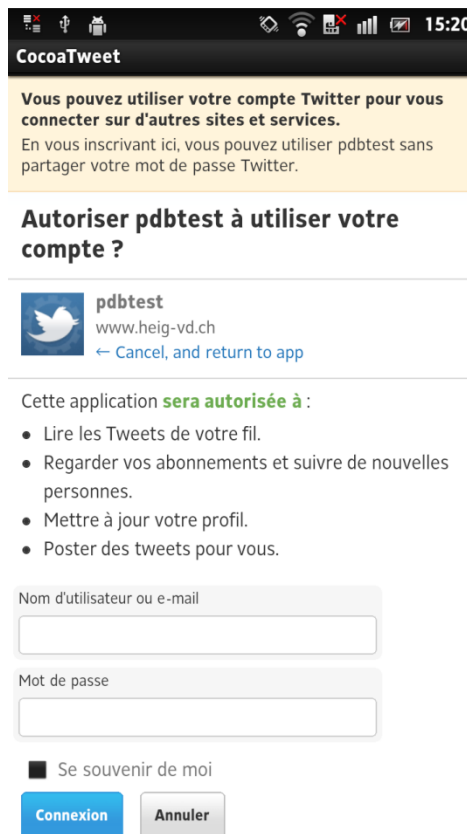 15:20
CocoaTweet
Vous pouvez utiliser votre compte Twitter pour vous
connecter sur d'autres sites et services.
En vous inscrivant ici, vous pouvez utiliser pdbtest sans
partager votre mot de passe Twitter.
Autoriser pdbtest à utiliser votre
compte ?
pdbtest
www.heig-vd.ch
← Cancel, and return to app
Cette application sera autorisée à :
• Lire les Tweets de votre fil.
• Regarder vos abonnements et suivre de nouvelles
personnes.
• Mettre à jour votre profil.
• Poster des tweets pour vous.
Nom d'utilisateur ou e-mail
Mot de passe
Se souvenir de moi
Connexion
Annuler